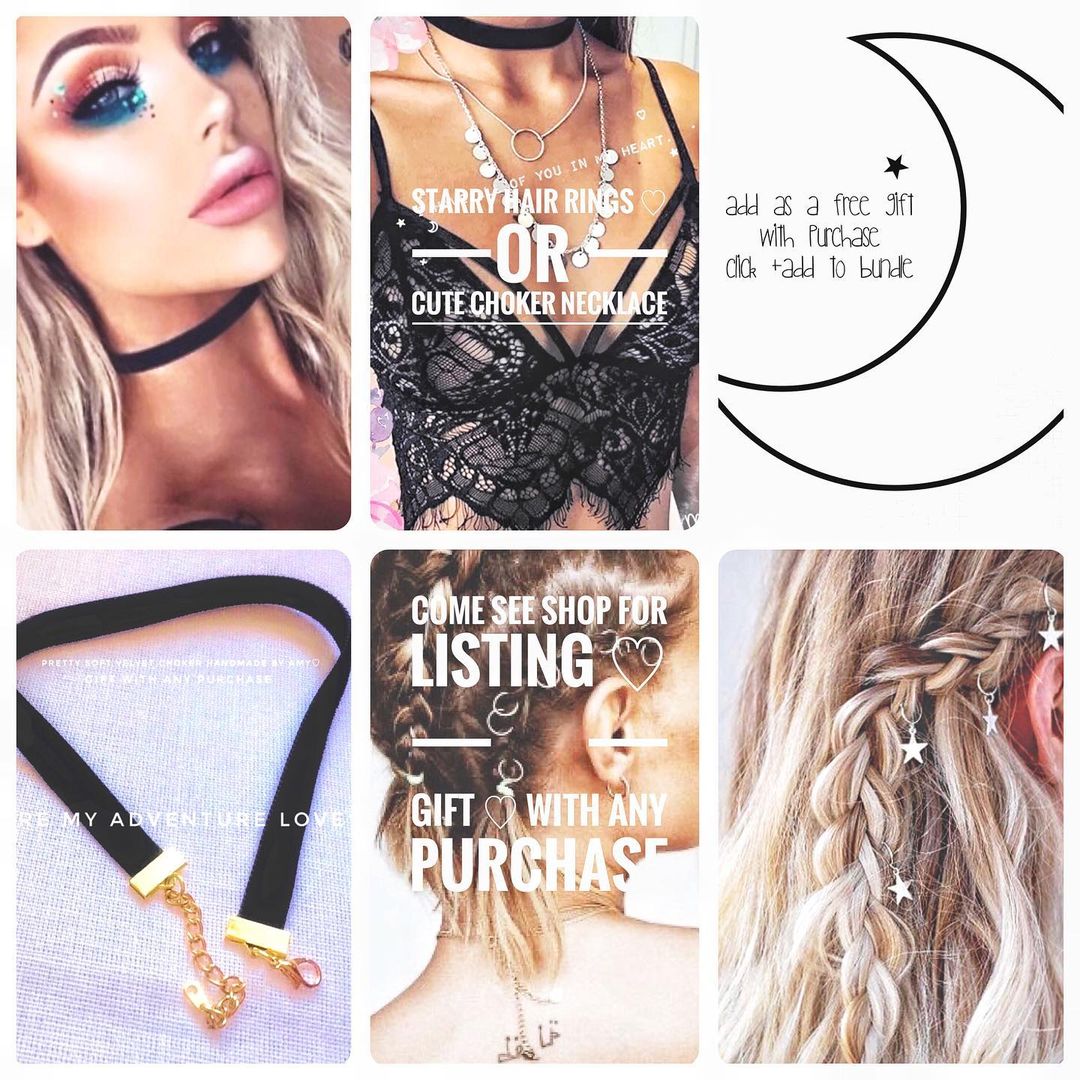 OF YOU IN MY HEART.
STARRY HAIR RINGS ♡
OR
CUTE CHOKER NECKLACE
add as a free gift
with Purchase
click +add to bundle
PRETTY SOFT VELVET CHOKER HANDMADE BY AMY♡
GIFT WITH ANY PURCHASE
RE MY ADVENTURE LOVE
COME SEE SHOP FOR
LISTING ♡
GIFT ♡ WITH ANY
PURCHASE